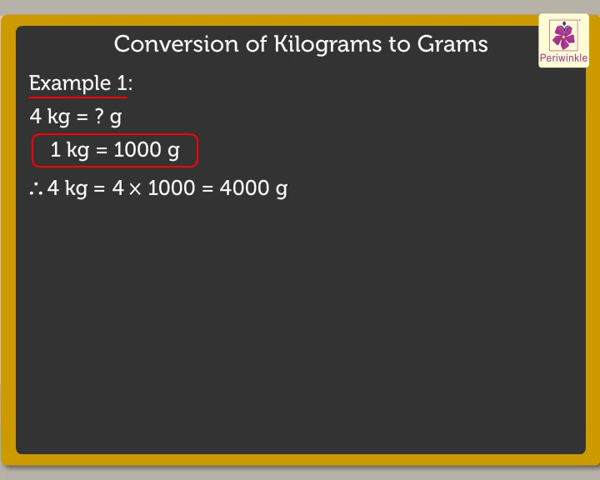 Conversion of Kilograms to Grams
Periwinkle
Example 1:
4 kg = ? g
1 kg = 1000 g
∴ 4 kg = 4 × 1000 = 4000 g